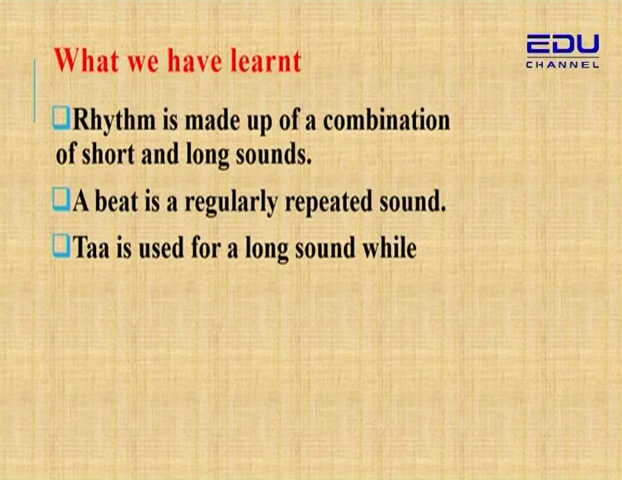 What we have learnt
EDU
CHANNEL
Rhythm is made up of a combination
of short and long sounds.
A beat is a regularly repeated sound.
Taa is used for a long sound while